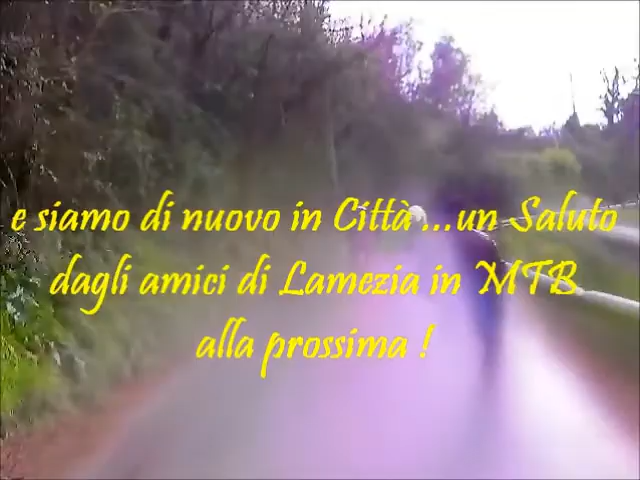 e siamo di nuovo in Città ...un Saluto
dagli amici di Lamezia in MTB
alla prossima !